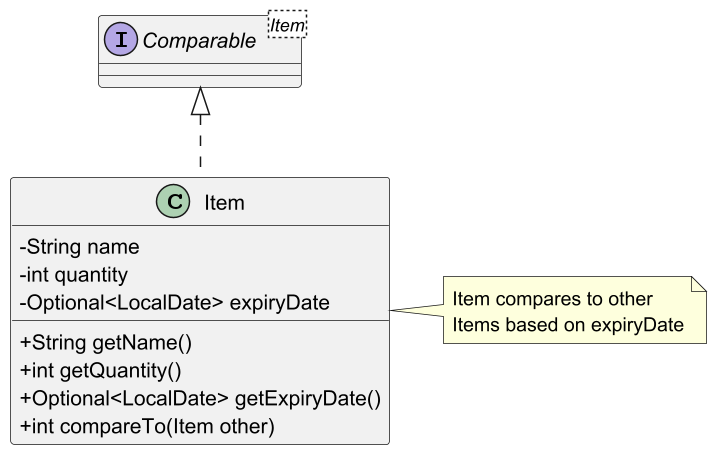 I Comparable Item
C Item
-String name
-int quantity
-Optional<LocalDate> expiryDate
+String getName()
+int getQuantity()
+Optional<LocalDate> getExpiryDate()
+int compareTo(Item other)
Item compares to other
Items based on expiryDate